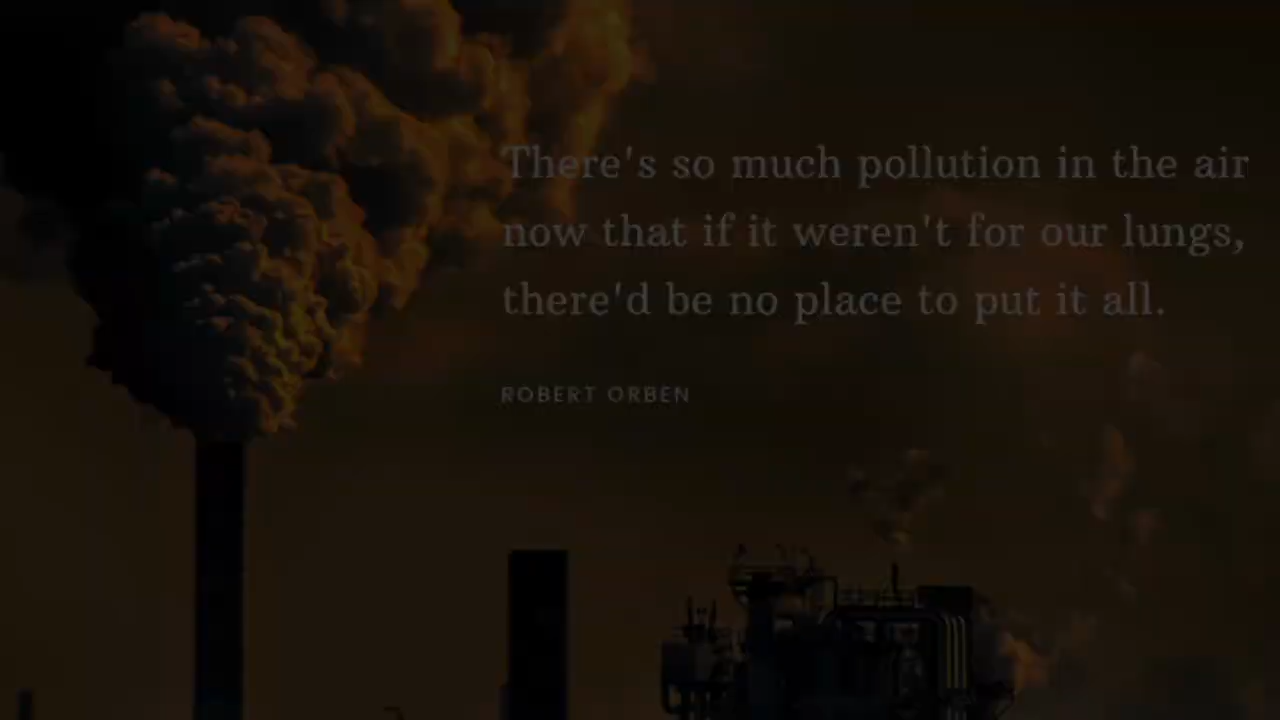 There's so much pollution in the air
now that if it weren't for our lungs,
there'd be no place to put it all.
ROBERT ORBEN